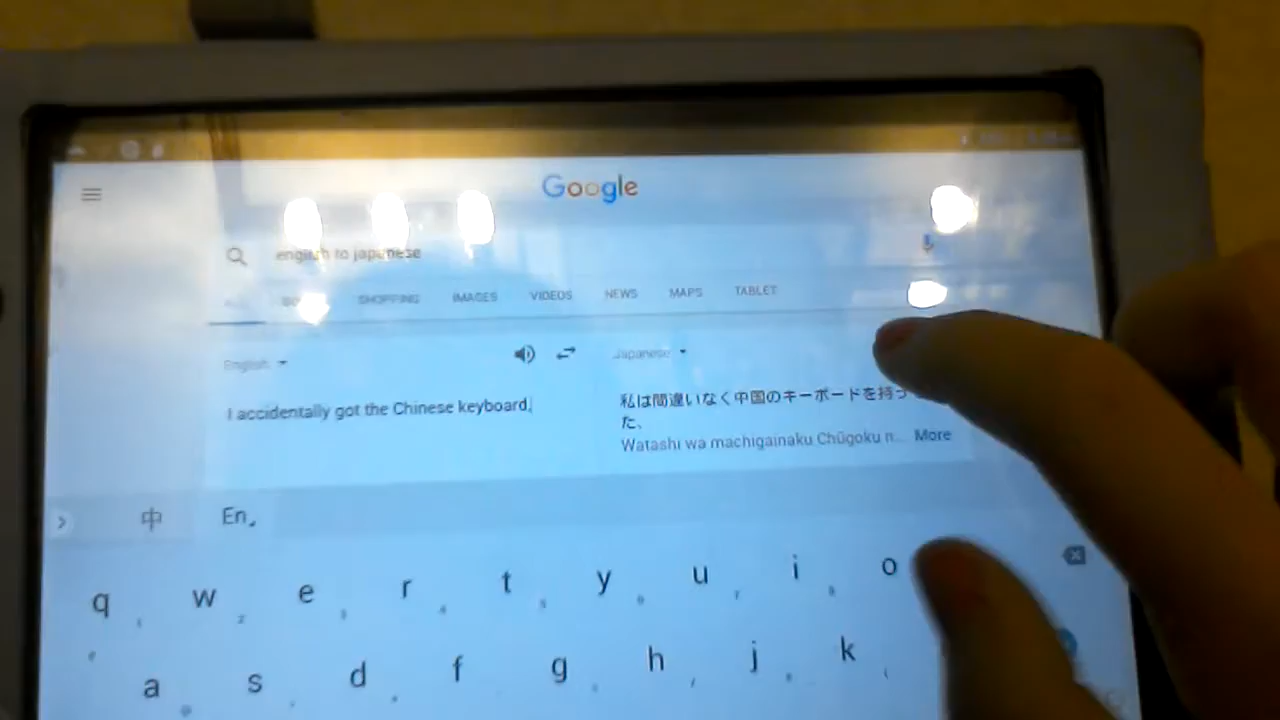 Google
english to japanese
SHOPPING IMAGES VIDEOS NEWS MAPS TABLET
English Japanese
I accidentally got the Chinese keyboard.
私は間違いなく中国のキーボードを持っ
た、
Watashi wa machigainaku Chūgoku n... More
中 En
q w e r t y u i o
a s d f g h j k